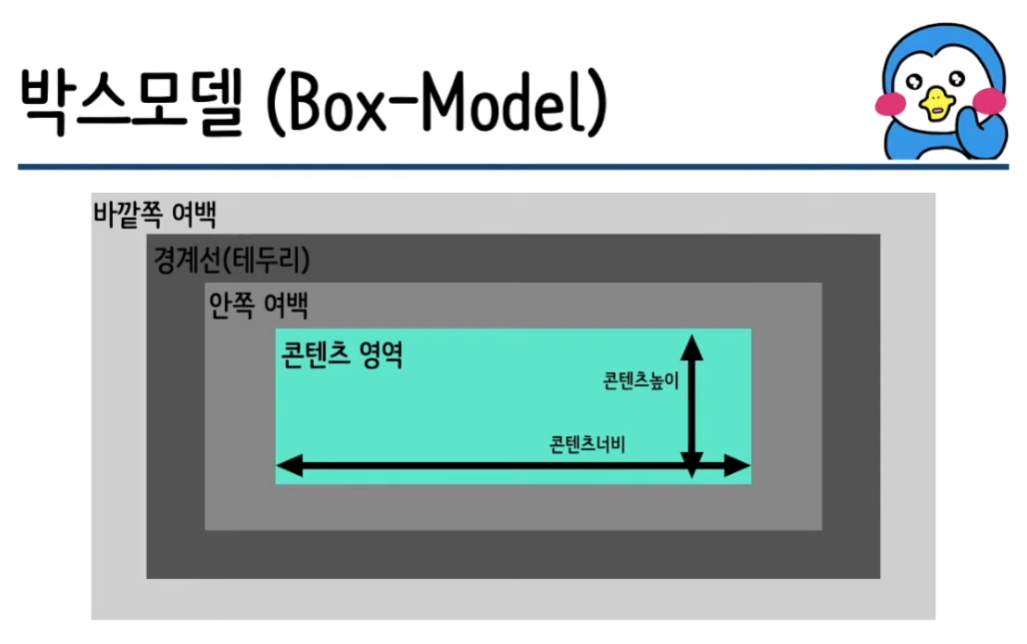 박스모델 (Box-Model)
바깥쪽 여백
경계선(테두리)
안쪽 여백
콘텐츠 영역
콘텐츠높이
콘텐츠너비